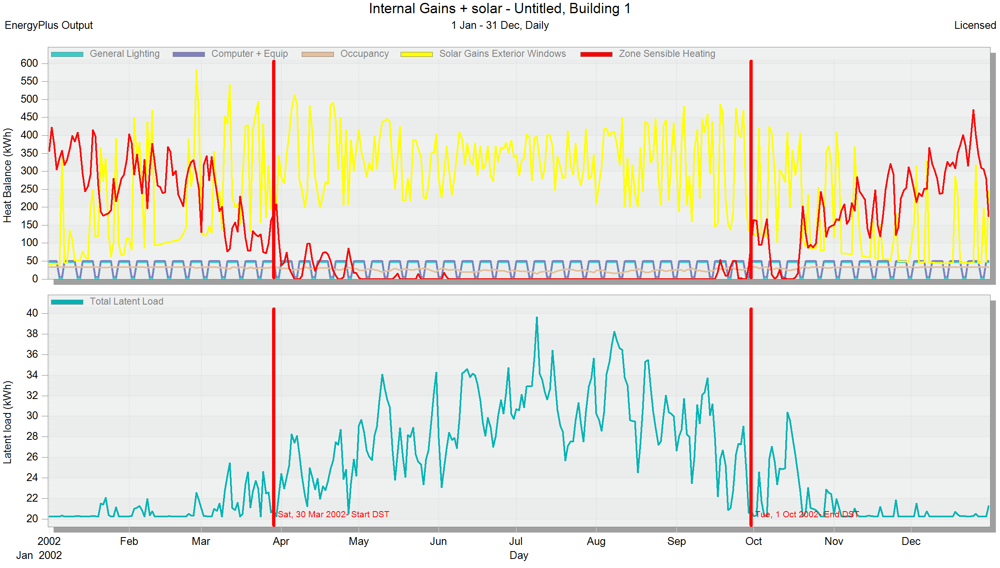 Internal Gains + solar - Untitled, Building 1
EnergyPlus Output
1 Jan - 31 Dec, Daily
Licensed
General Lighting
Computer + Equip
Occupancy
Solar Gains Exterior Windows
Zone Sensible Heating
Heat Balance (kWh)
600
550
500
450
400
350
300
250
200
150
100
50
0
Total Latent Load
Latent load (kWh)
40
38
36
34
32
30
28
26
24
22
20
Sat, 30 Mar 2002- Start DST
Tue, 1 Oct 2002- End DST
2002 Feb Mar Apr May Jun Jul Aug Sep Oct Nov Dec
Jan 2002
Day